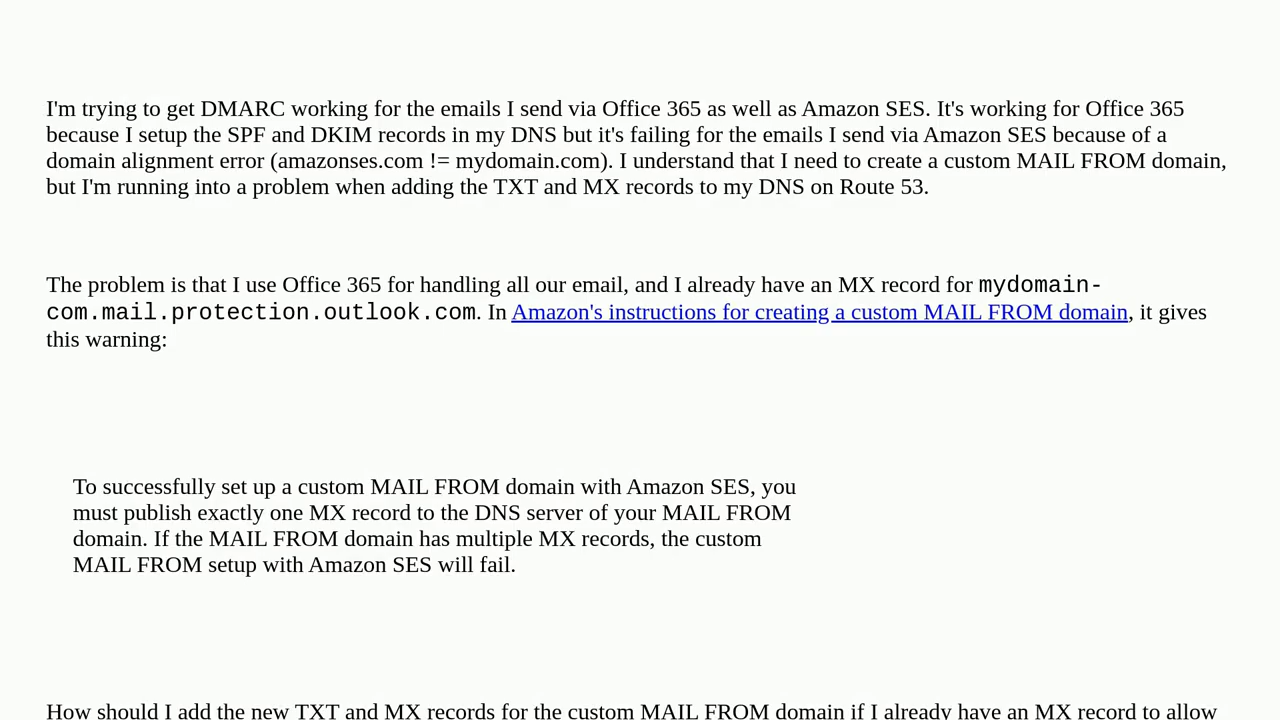 I'm trying to get DMARC working for the emails I send via Office 365 as well as Amazon SES. It's working for Office 365
because I setup the SPF and DKIM records in my DNS but it's failing for the emails I send via Amazon SES because of a
domain alignment error (amazonses.com != mydomain.com). I understand that I need to create a custom MAIL FROM domain,
but I'm running into a problem when adding the TXT and MX records to my DNS on Route 53.
The problem is that I use Office 365 for handling all our email, and I already have an MX record for mydomain-
com.mail.protection.outlook.com. In Amazon's instructions for creating a custom MAIL FROM domain, it gives
this warning:
To successfully set up a custom MAIL FROM domain with Amazon SES, you
must publish exactly one MX record to the DNS server of your MAIL FROM
domain. If the MAIL FROM domain has multiple MX records, the custom
MAIL FROM setup with Amazon SES will fail.
How should I add the new TXT and MX records for the custom MAIL FROM domain if I already have an MX record to allow